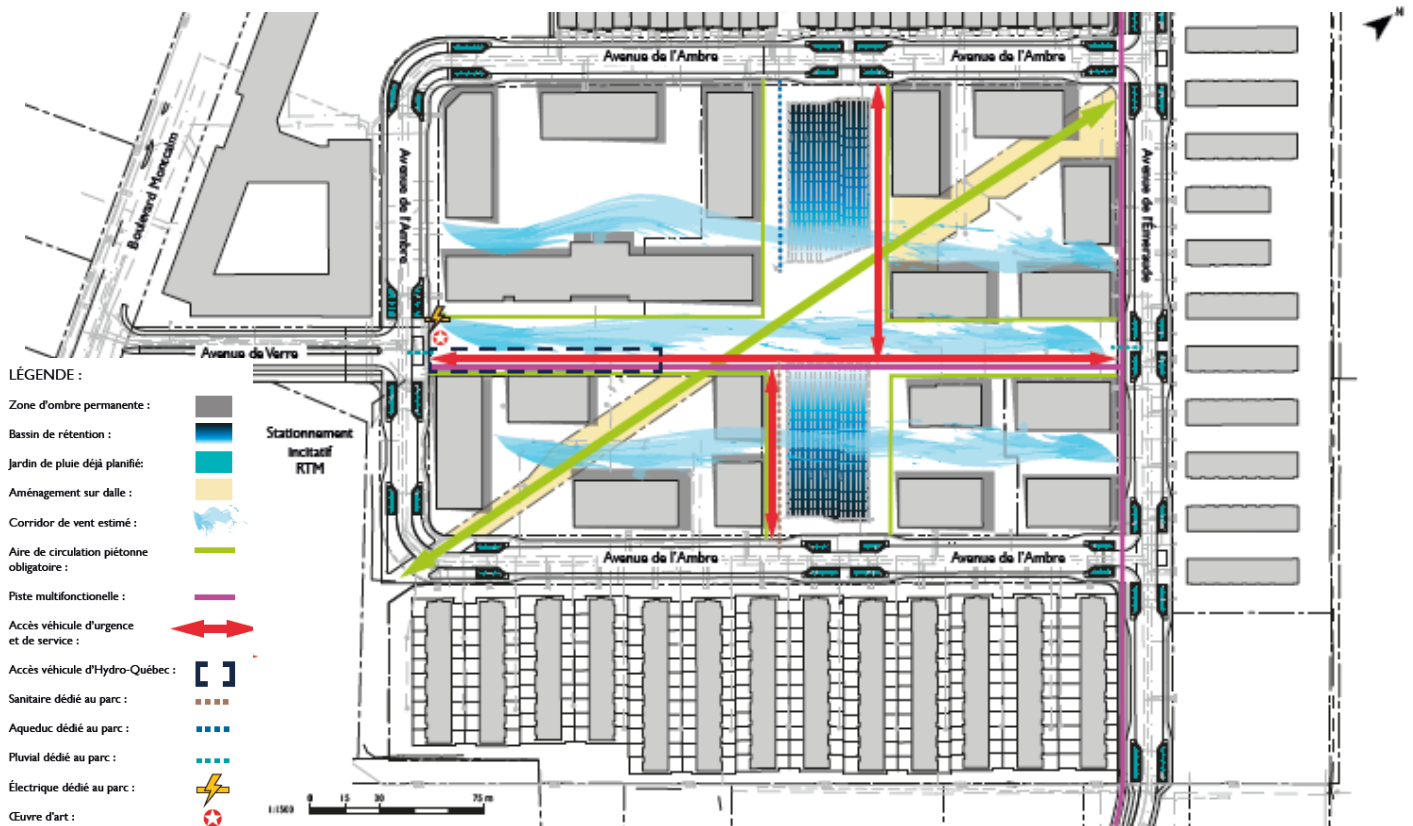 N
Avenue de l'Ambre
Avenue de l'Ambre
Boulevard Montcalm
Avenue de l'Ambre
Avenue de l'Émeraude
Avenue de Verre
LÉGENDE :
Zone d'ombre permanente :
Bassin de rétention :
Jardin de pluie déjà planifié:
Aménagement sur dalle :
Corridor de vent estimé :
Aire de circulation piétonne
obligatoire :
Piste multifonctionelle :
Accès véhicule d'urgence
et de service :
Accès véhicule d'Hydro-Québec :
Sanitaire dédié au parc :
Aqueduc dédié au parc :
Pluvial dédié au parc :
Électrique dédié au parc :
Œuvre d'art :
Stationnement
incitatif
RTM
Avenue de l'Ambre
Avenue de l'Ambre
1:1500
0 15 30 75 m